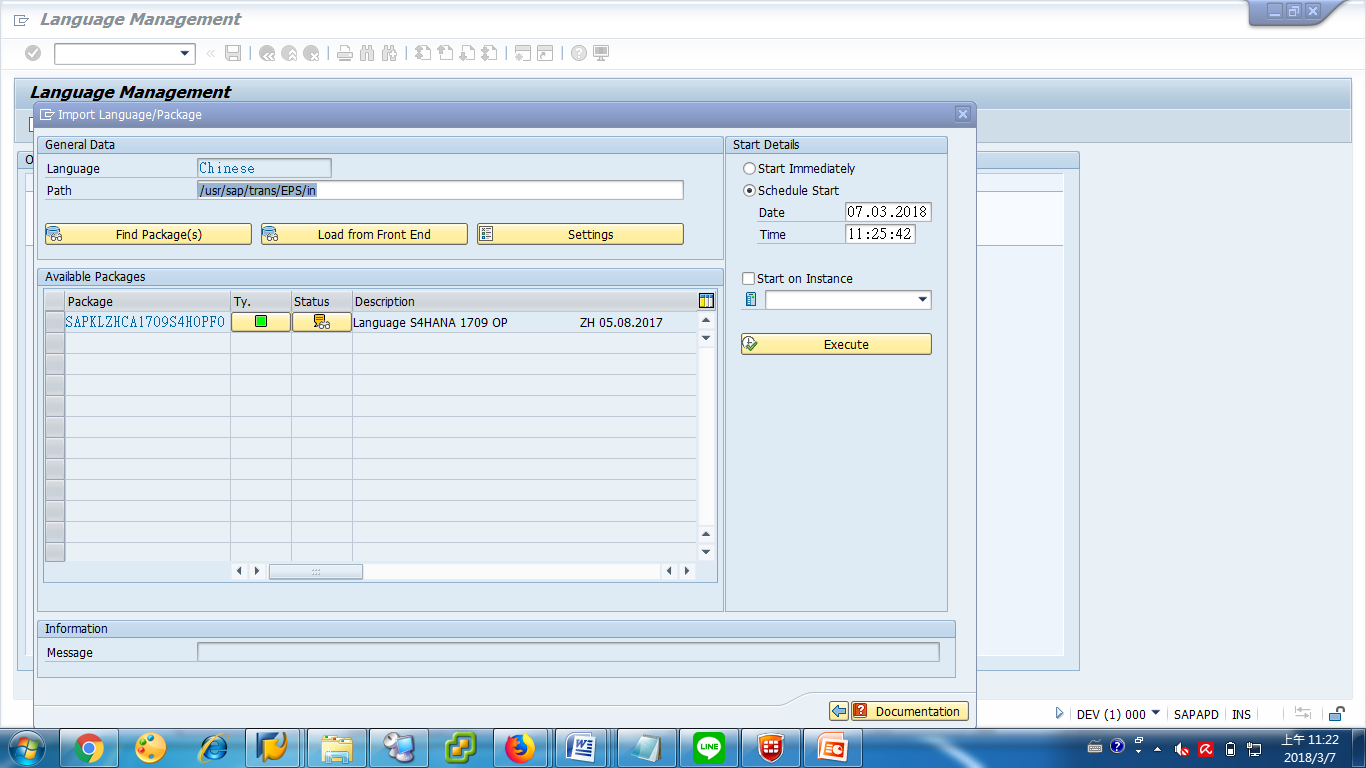 Language Management
Language Management
Import Language/Package
General Data
Language Chinese
Path /usr/sap/trans/EPS/in
Find Package(s) Load from Front End Settings
Available Packages
Package Ty. Status Description
SAPKLZHCA1709S4HOPF0 Language S4HANA 1709 OP ZH 05.08.2017
Start Details
Start Immediately
Schedule Start
Date 07.03.2018
Time 11:25:42
Start on Instance
Execute
Information
Message
Documentation
DEV (1) 000 SAPAPD INS
LINE
上午 11:22
2018/3/7